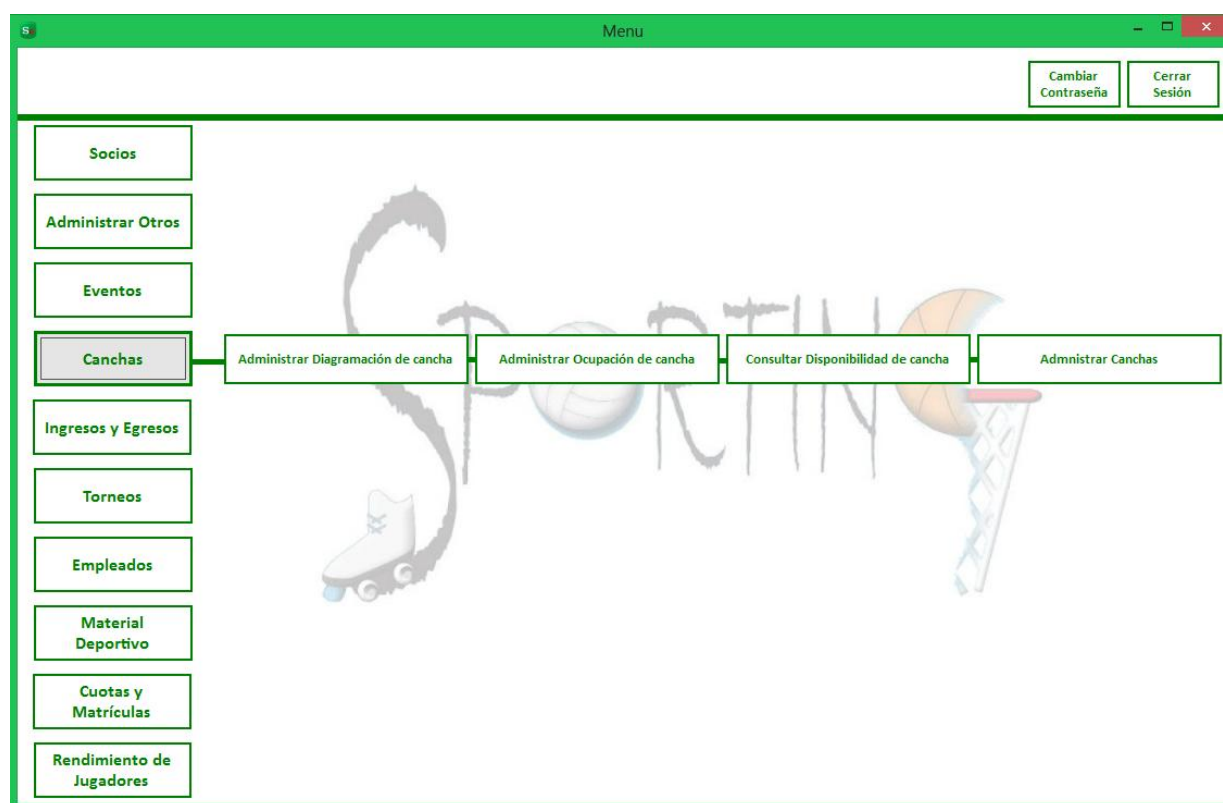 S
Menu
Cambiar
Contraseña
Cerrar
Sesión
Socios
Administrar Otros
Eventos
Canchas
Administrar Diagramación de cancha
Administrar Ocupación de cancha
Consultar Disponibilidad de cancha
Admnistrar Canchas
SPORTING
Ingresos y Egresos
Torneos
Empleados
Material
Deportivo
Cuotas y
Matrículas
Rendimiento de
Jugadores